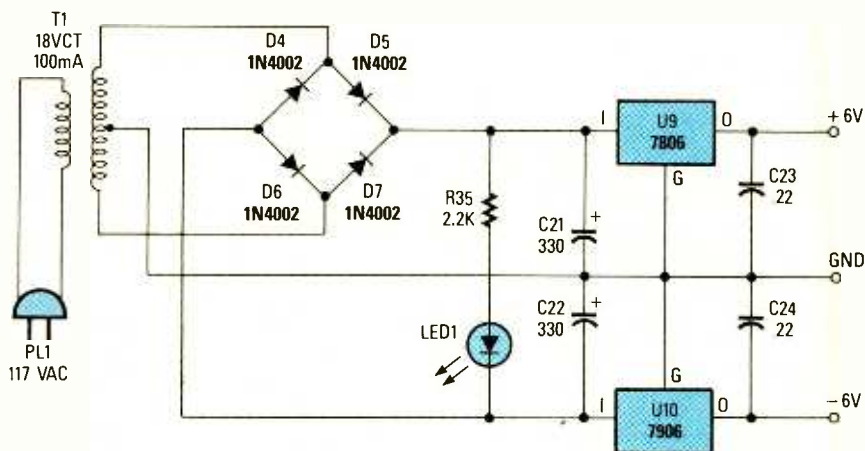 T1
18VCT
100mA
D4
1N4002
D5
1N4002
D6
1N4002
D7
1N4002
PL1
117 VAC
R35
2.2K
LED1
C21
330
+
C22
330
+
I
U9
7806
O
G
+6V
C23
22
GND
C24
22
G
I
U10
7906
O
−6V